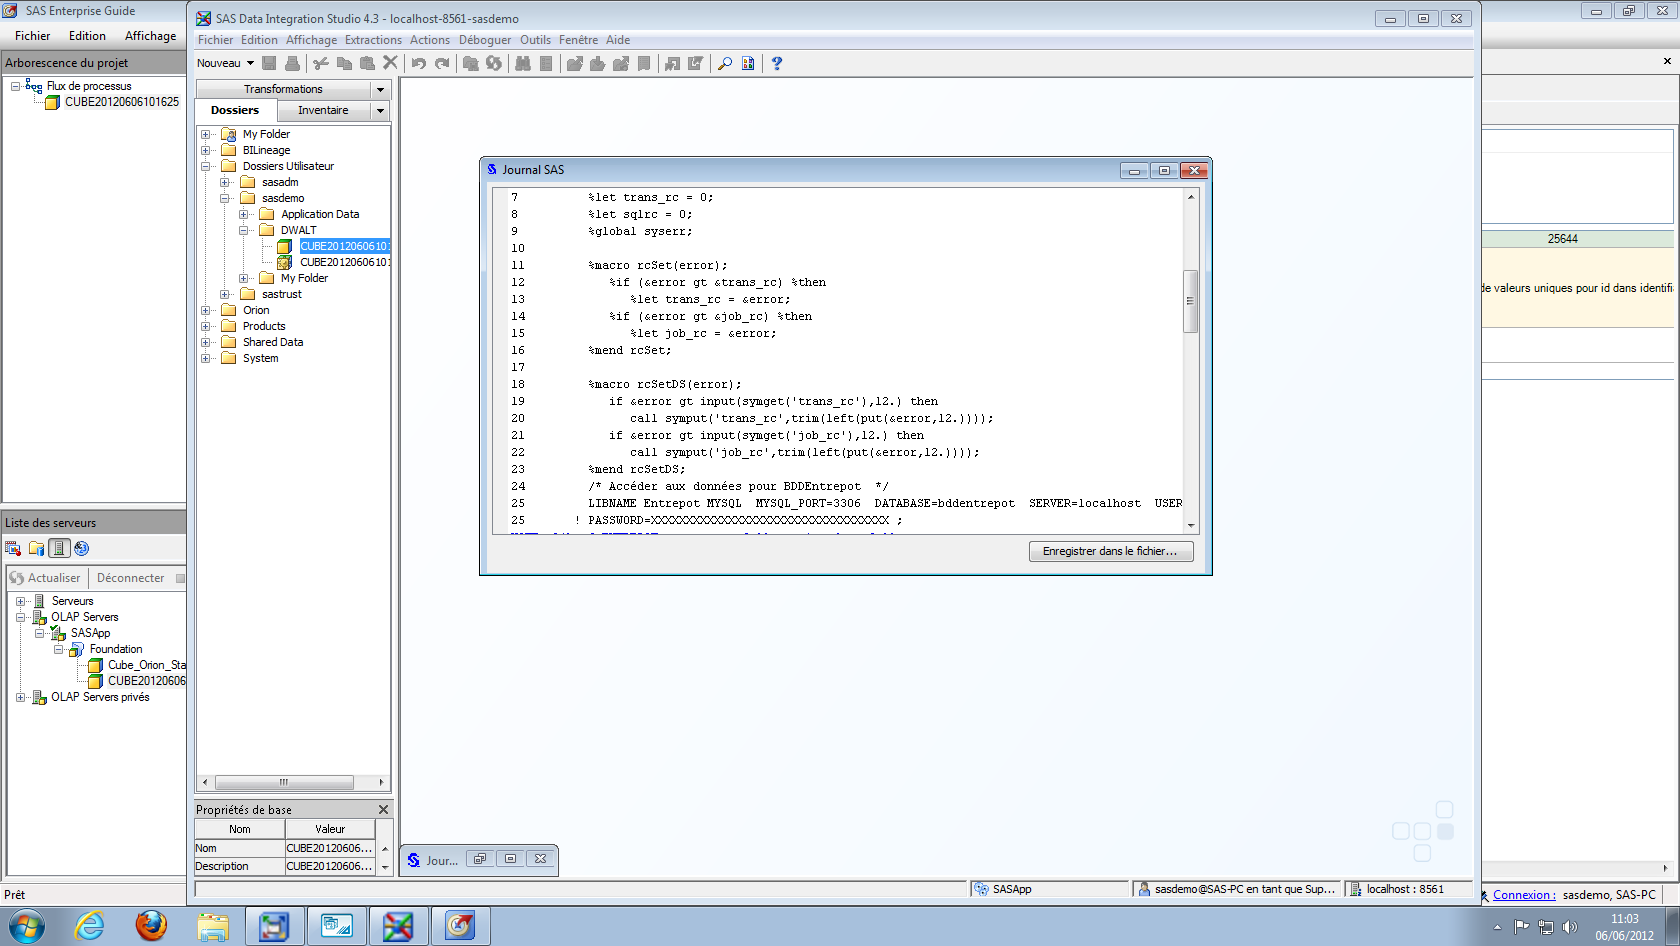 SAS Enterprise Guide
Fichier Edition Affichage
Arborescence du projet
Flux de processus
CUBE20120606101625
Liste des serveurs
Actualiser Déconnecter
Serveurs
OLAP Servers
SASApp
Foundation
Cube_Orion_Sta
CUBE20120606
OLAP Servers privés
Prêt
SAS Data Integration Studio 4.3 - localhost-8561-sasdemo
Fichier Edition Affichage Extractions Actions Déboguer Outils Fenêtre Aide
Nouveau
Transformations
Dossiers Inventaire
My Folder
BILineage
Dossiers Utilisateur
sasadm
sasdemo
Application Data
DWALT
CUBE2012060610
CUBE2012060610
My Folder
sastrust
Orion
Products
Shared Data
System
Propriétés de base
Nom Valeur
Nom CUBE20120606...
Description CUBE20120606...
Journal SAS
7 %let trans_rc = 0;
8 %let sqlrc = 0;
9 %global syserr;
10
11 %macro rcSet(error);
12 %if (&error gt &trans_rc) %then
13 %let trans_rc = &error;
14 %if (&error gt &job_rc) %then
15 %let job_rc = &error;
16 %mend rcSet;
17
18 %macro rcSetDS(error);
19 if &error gt input(symget('trans_rc'),12.) then
20 call symput('trans_rc',trim(left(put(&error,12.))));
21 if &error gt input(symget('job_rc'),12.) then
22 call symput('job_rc',trim(left(put(&error,12.))));
23 %mend rcSetDS;
24 /* Accéder aux données pour BDDEntrepot */
25 LIBNAME Entrepot MYSQL MYSQL_PORT=3306 DATABASE=bddentrepot SERVER=localhost USER
25 ! PASSWORD=XXXXXXXXXXXXXXXXXXXXXXXXXXXXXXXXXX ;
Enregistrer dans le fichier...
Jour...
SASApp
sasdemo@SAS-PC en tant que Sup...
localhost : 8561
25644
de valeurs uniques pour id dans identifi
Connexion : sasdemo, SAS-PC
11:03
06/06/2012